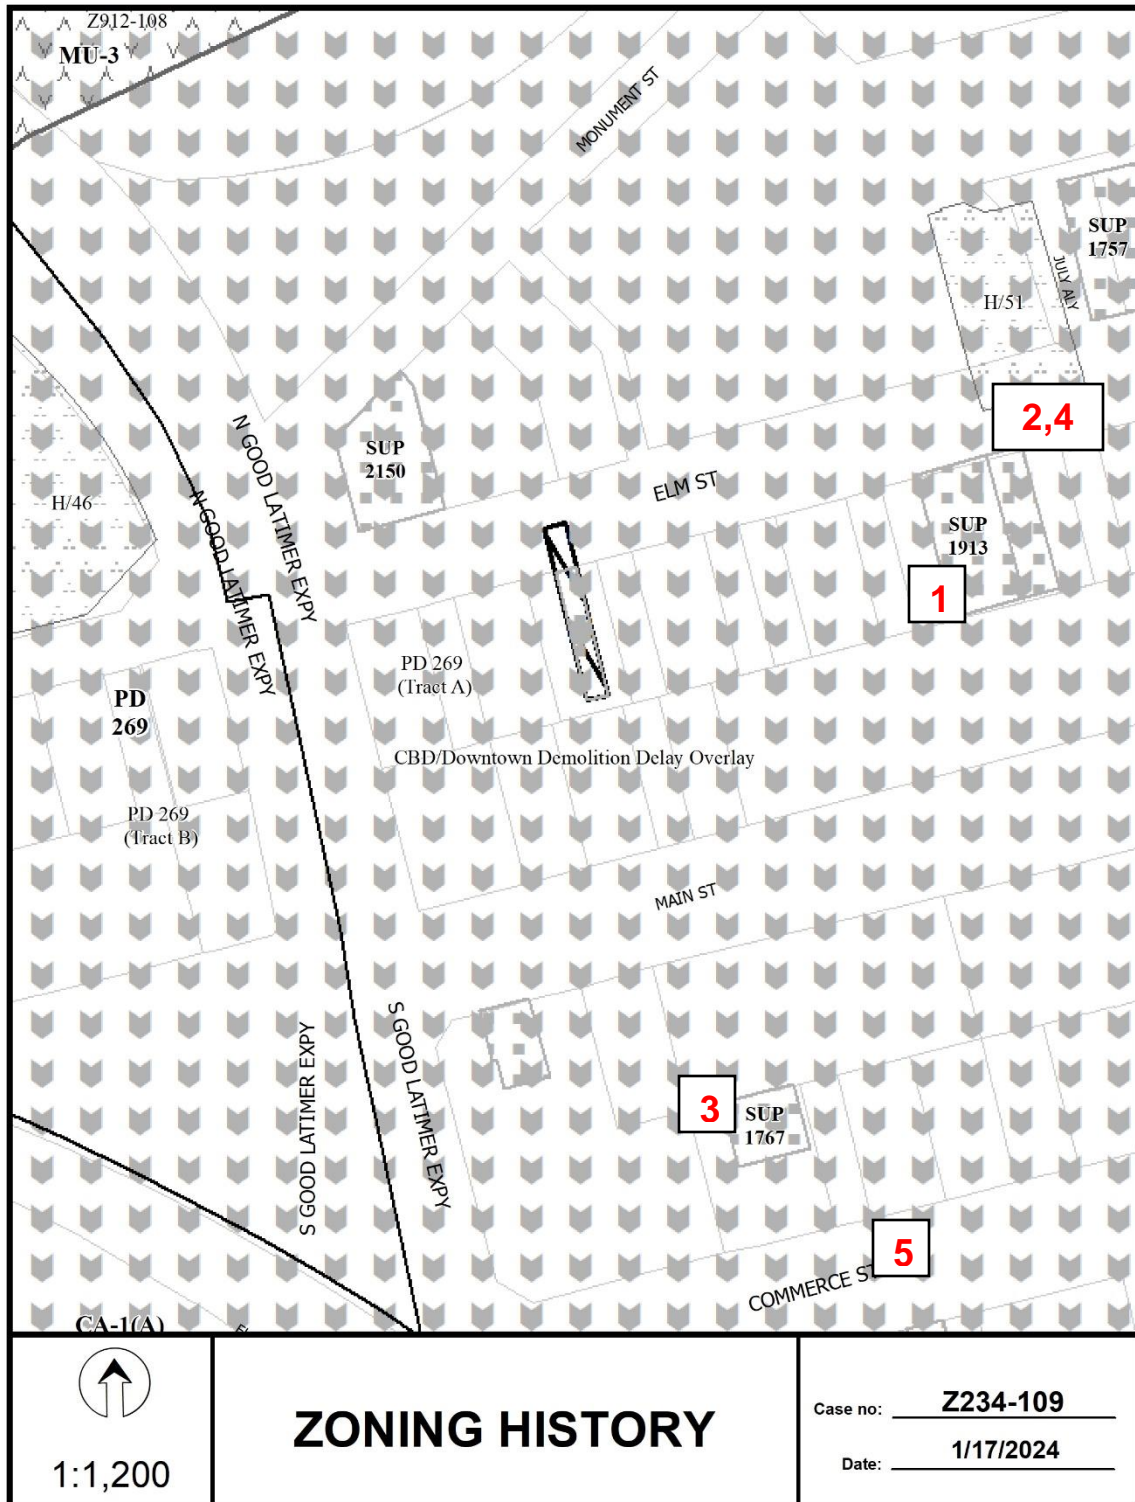 Z912-108
MU-3
MONUMENT ST
SUP
1757
JULY ALY
H/51
2,4
N GOOD LATIMER EXPY
SUP
2150
ELM ST
H/46
N GOOD LATIMER EXPY
SUP
1913
1
PD 269
(Tract A)
PD
269
CBD/Downtown Demolition Delay Overlay
PD 269
(Tract B)
MAIN ST
S GOOD LATIMER EXPY
S GOOD LATIMER EXPY
3
SUP
1767
5
COMMERCE ST
CA-1(A)
1:1,200
ZONING HISTORY
Case no: Z234-109
Date: 1/17/2024